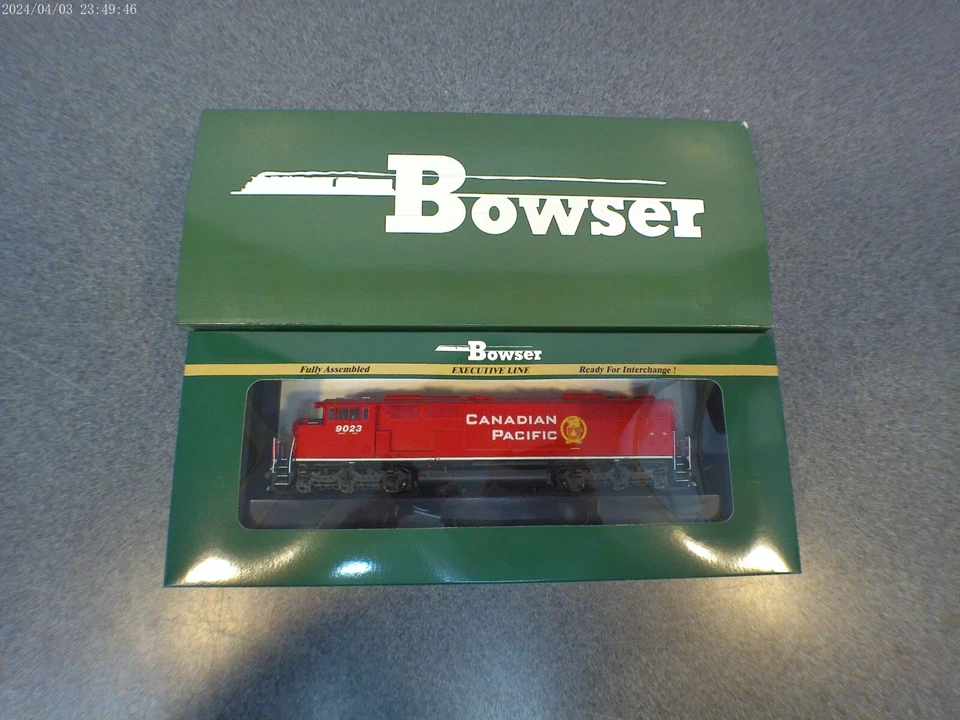 2024/04/03 23:49:46
Bowser
Bowser
Fully Assembled EXECUTIVE LINE Ready For Interchange !
9023
CANADIAN
PACIFIC